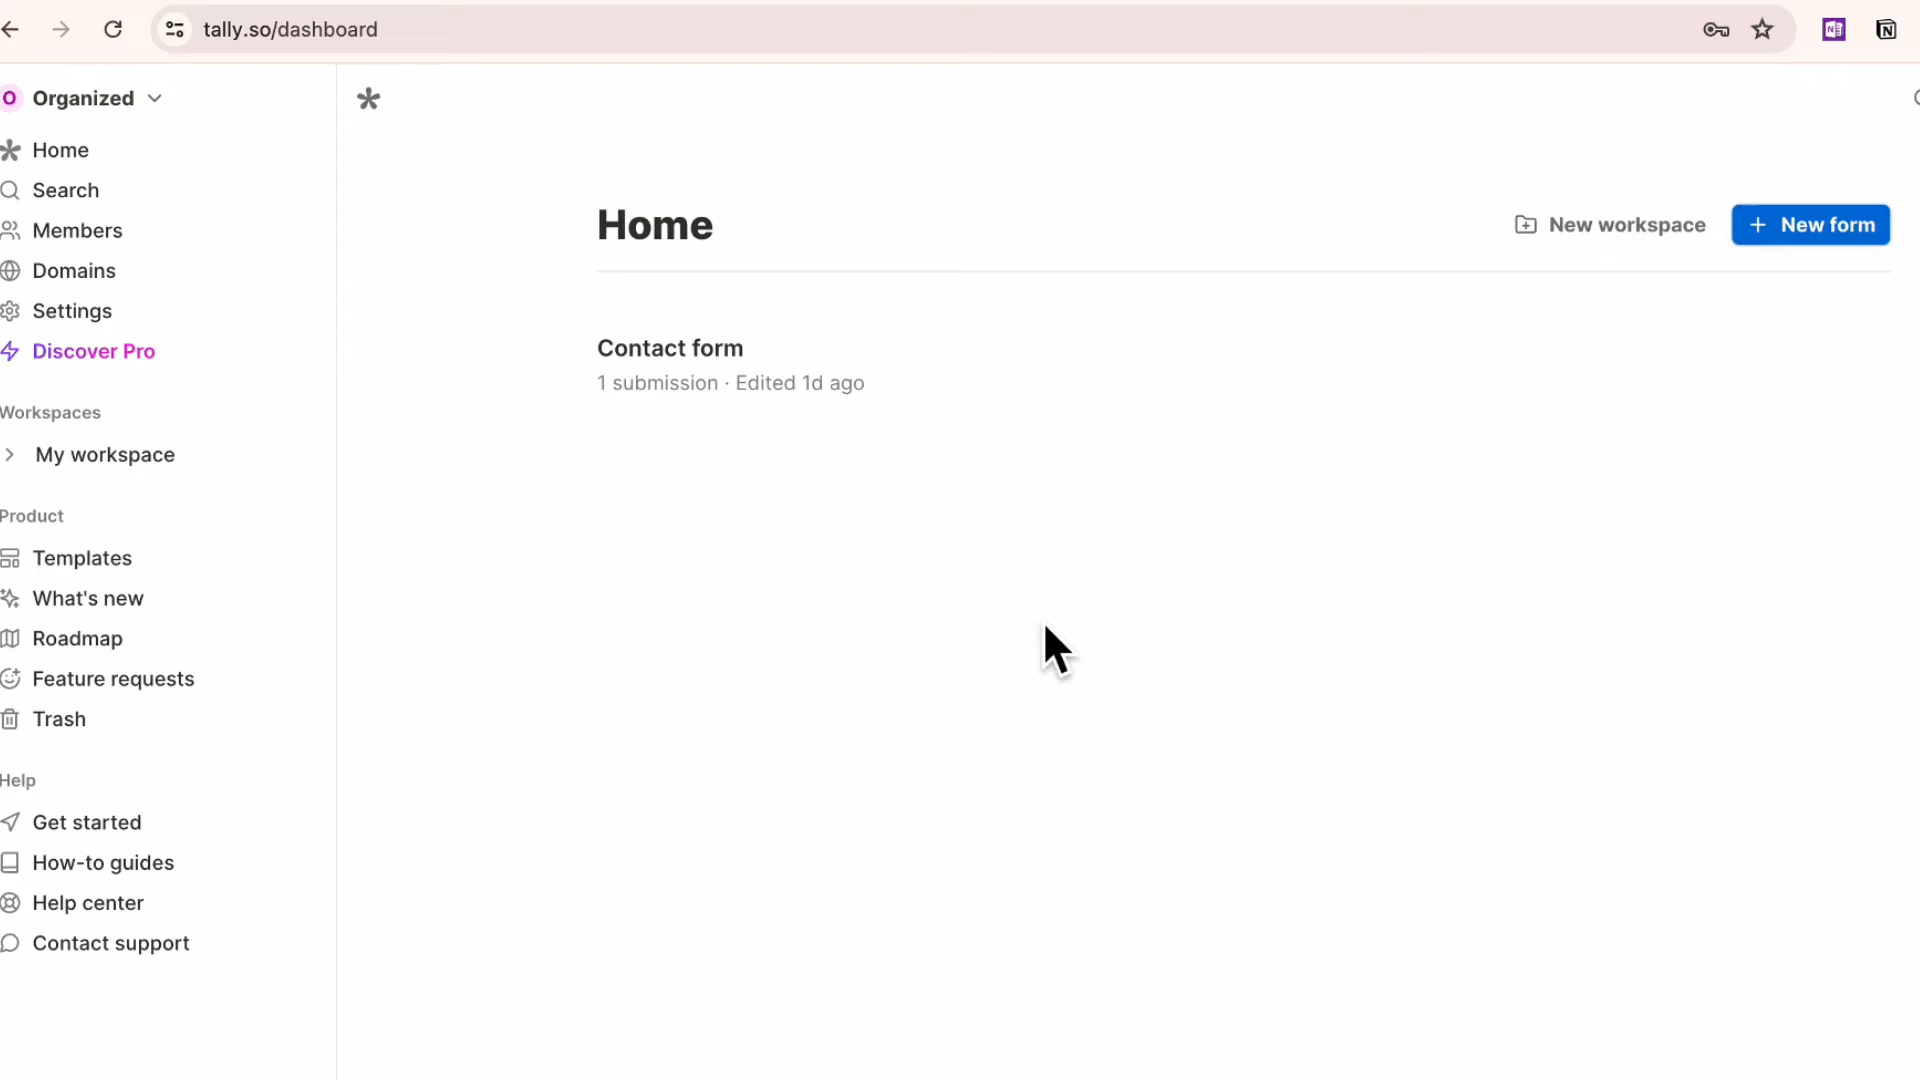 tally.so/dashboard
O Organized
Home
Search
Members
Domains
Settings
Discover Pro
Workspaces
My workspace
Product
Templates
What's new
Roadmap
Feature requests
Trash
Help
Get started
How-to guides
Help center
Contact support
Home
New workspace
+ New form
Contact form
1 submission · Edited 1d ago